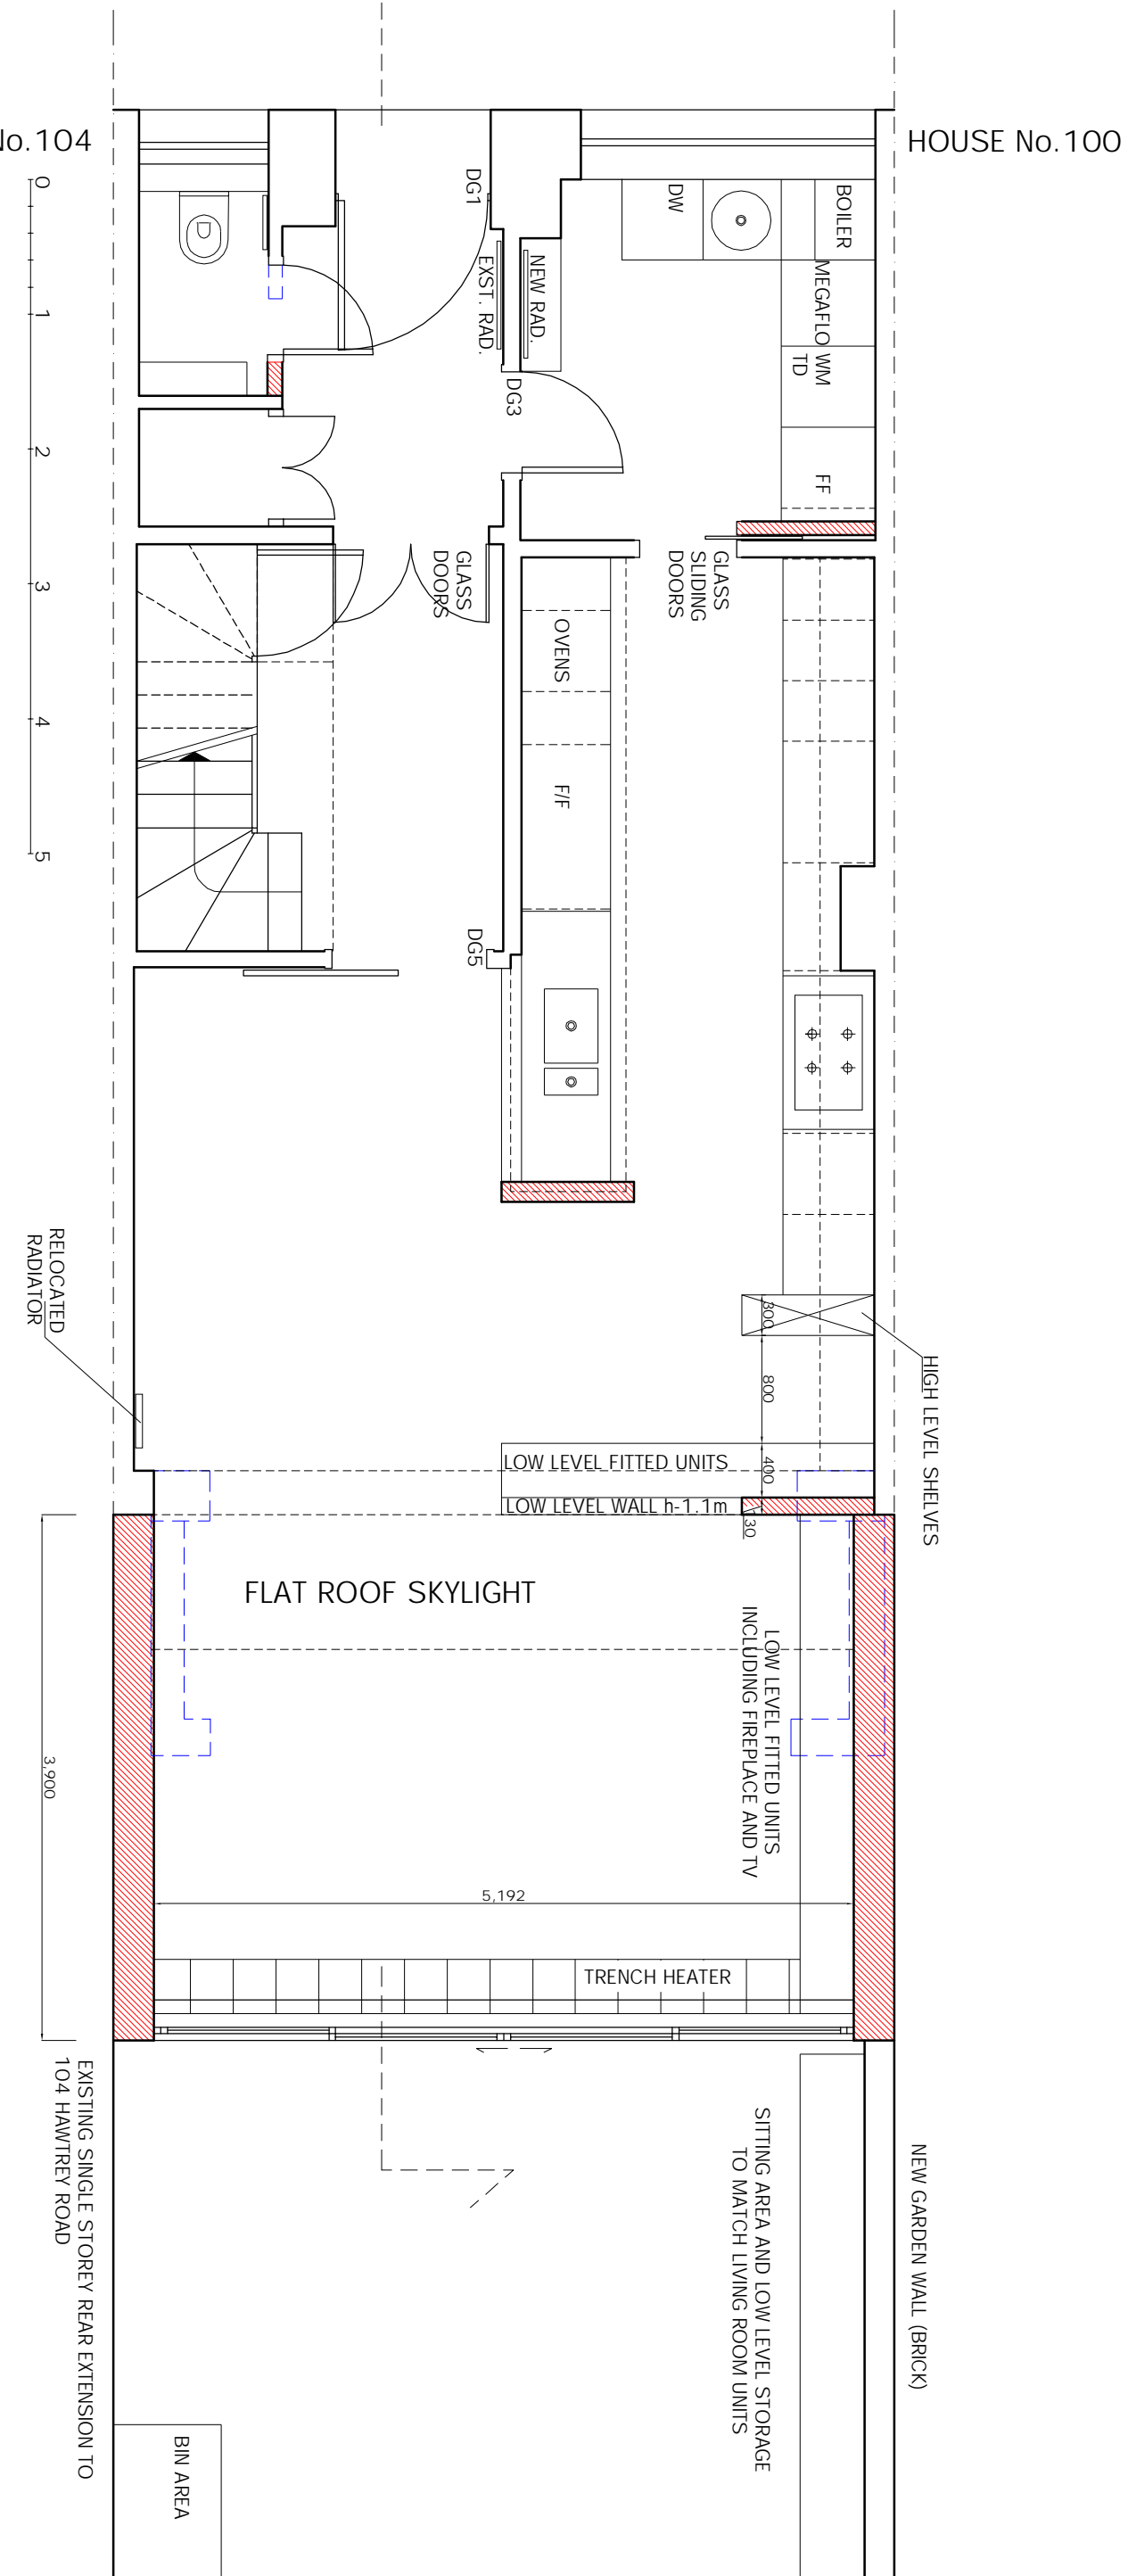 No.104
HOUSE No.100
0
1
2
3
4
5
DG1
DW
BOILER
MEGAFLO
WM
TD
FF
NEW RAD.
EXST. RAD.
DG3
GLASS
DOORS
GLASS
SLIDING
DOORS
OVENS
F/F
DG5
RELOCATED
RADIATOR
HIGH LEVEL SHELVES
300
800
400
130
LOW LEVEL FITTED UNITS
LOW LEVEL WALL h-1.1m
FLAT ROOF SKYLIGHT
LOW LEVEL FITTED UNITS
INCLUDING FIREPLACE AND TV
3,900
5,192
TRENCH HEATER
EXISTING SINGLE STOREY REAR EXTENSION TO
104 HAWTREY ROAD
SITTING AREA AND LOW LEVEL STORAGE
TO MATCH LIVING ROOM UNITS
NEW GARDEN WALL (BRICK)
BIN AREA